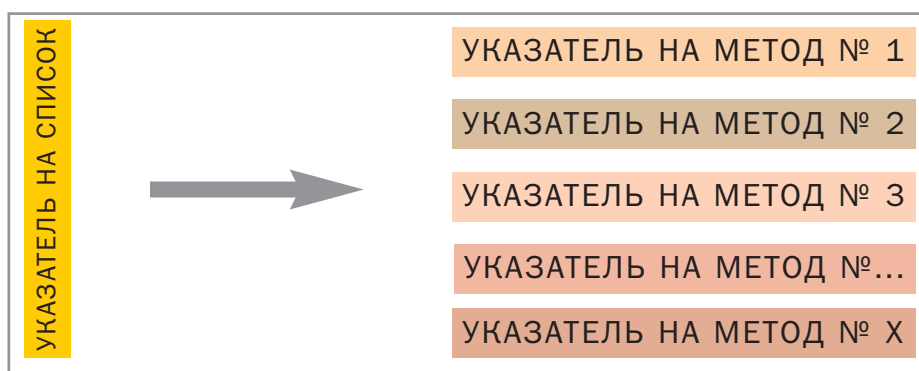 УКАЗАТЕЛЬ НА СПИСОК
УКАЗАТЕЛЬ НА МЕТОД № 1
УКАЗАТЕЛЬ НА МЕТОД № 2
УКАЗАТЕЛЬ НА МЕТОД № 3
УКАЗАТЕЛЬ НА МЕТОД №...
УКАЗАТЕЛЬ НА МЕТОД № X